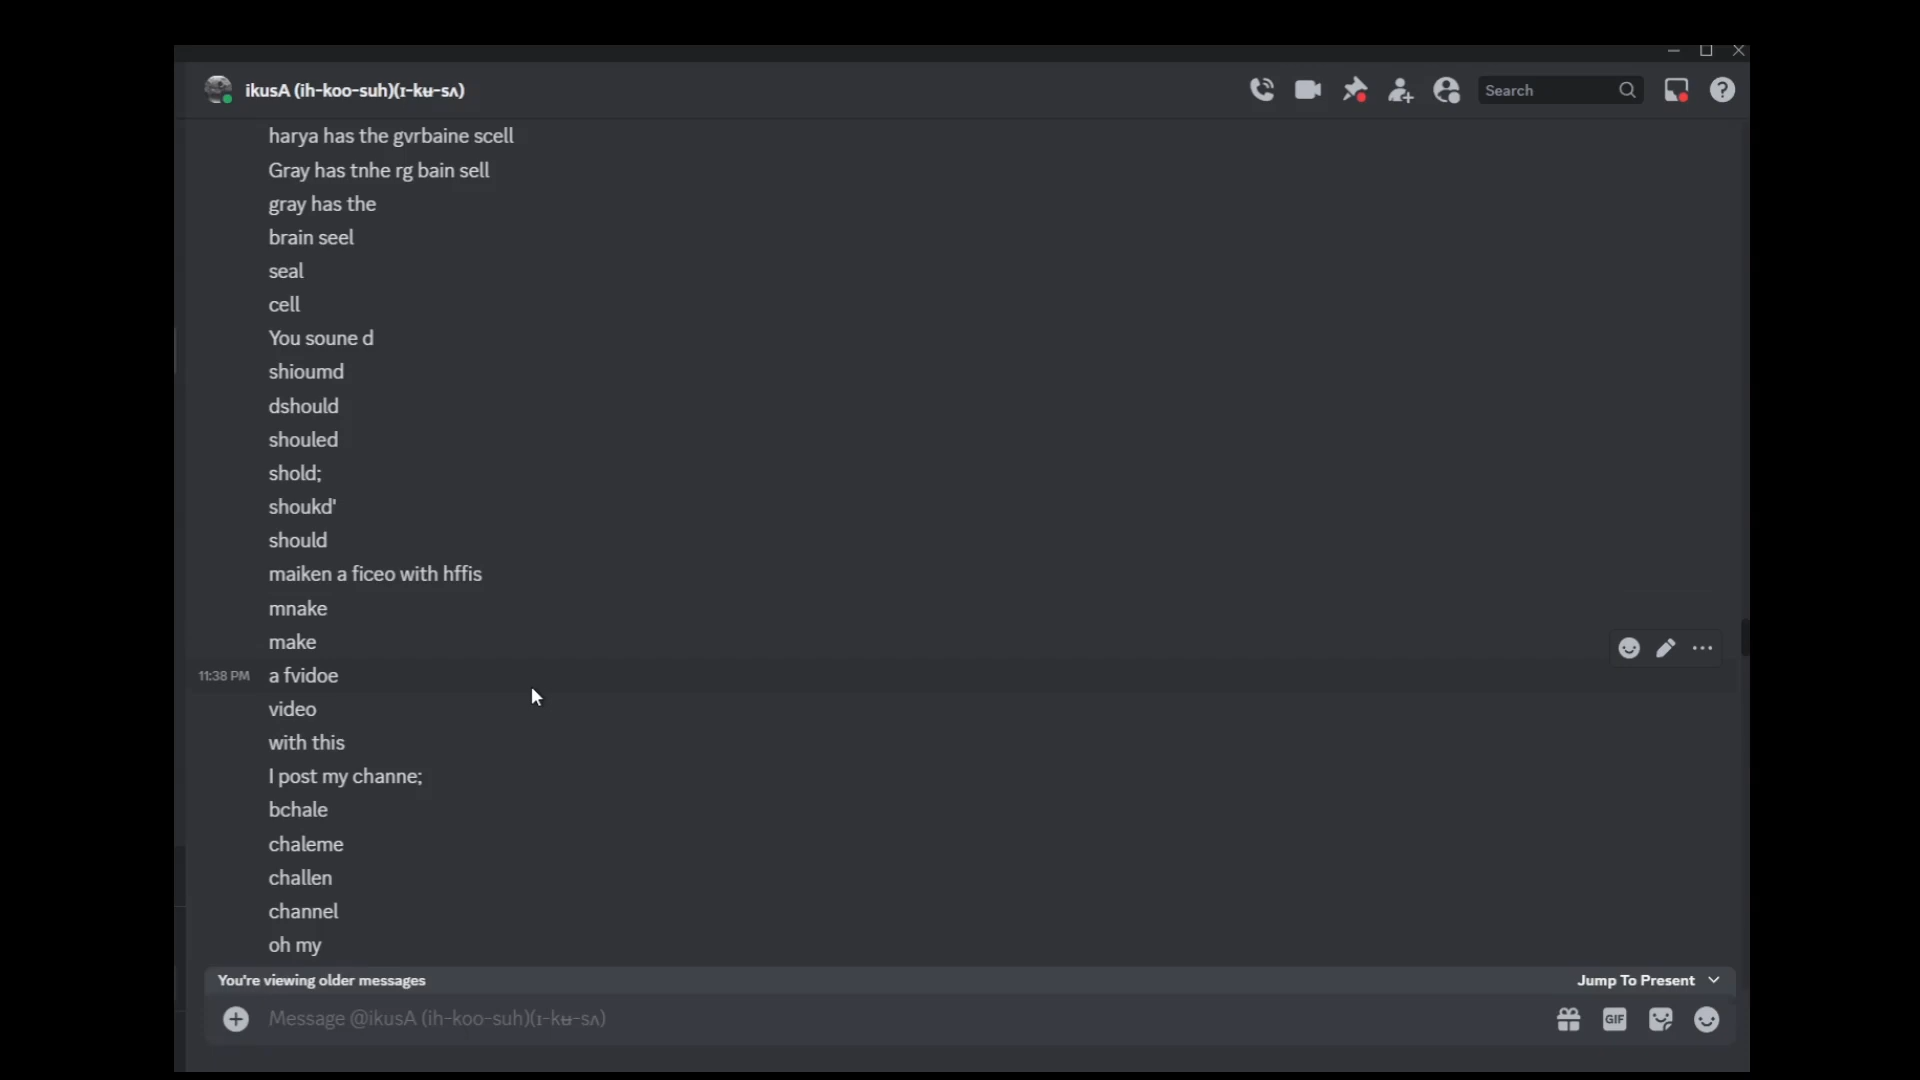 ikusA (ih-koo-suh)(ɪ-kʉ-sʌ)
Search
harya has the gvrbaine scell
Gray has tnhe rg bain sell
gray has the
brain seel
seal
cell
You soune d
shioumd
dshould
shouled
shold;
shoukd'
should
maiken a ficeo with hffis
mnake
make
11:38 PM a fvidoe
video
with this
I post my channe;
bchale
chaleme
challen
channel
oh my
You're viewing older messages Jump To Present
Message @ikusA (ih-koo-suh)(ɪ-kʉ-sʌ) GIF